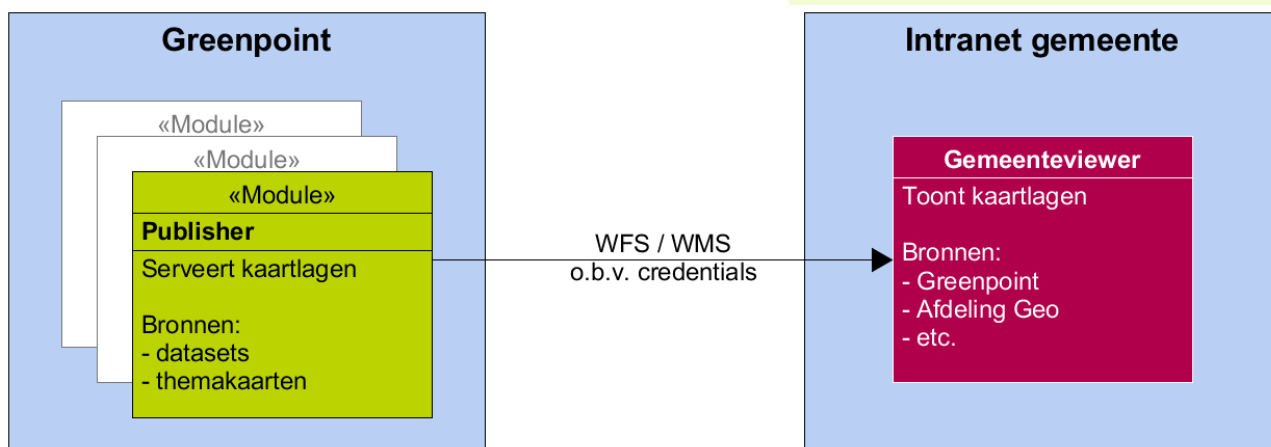 Greenpoint
«Module»
«Module»
«Module»
Publisher
Serveert kaartlagen
Bronnen:
- datasets
- themakaarten
WFS / WMS
o.b.v. credentials
Intranet gemeente
Gemeenteviewer
Toont kaartlagen
Bronnen:
- Greenpoint
- Afdeling Geo
- etc.